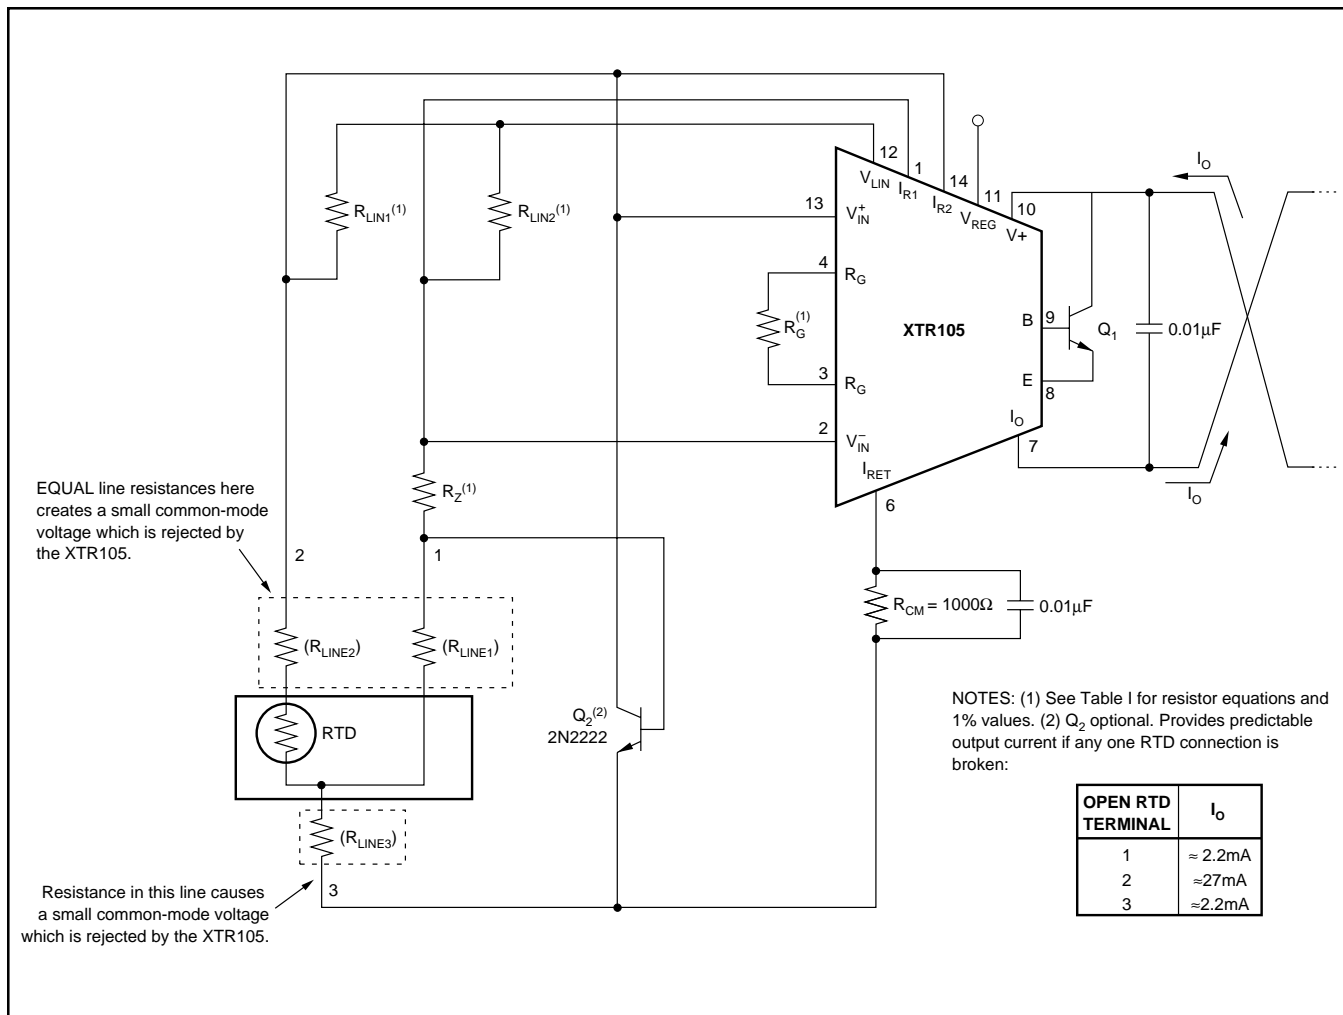 12
1
14
11
10
V_LIN
I_R1
I_R2
V_REG
V+
I_O
R_LIN1^(1)
R_LIN2^(1)
13
V_IN^+
4
R_G
R_G^(1)
XTR105
B
9
Q_1
0.01µF
3
R_G
E
8
I_O
2
V_IN^–
7
I_RET
I_O
6
EQUAL line resistances here
creates a small common-mode
voltage which is rejected by
the XTR105.
R_Z^(1)
2
1
R_CM = 1000Ω
0.01µF
(R_LINE2)
(R_LINE1)
RTD
Q_2^(2)
2N2222
NOTES: (1) See Table I for resistor equations and
1% values. (2) Q_2 optional. Provides predictable
output current if any one RTD connection is
broken:
OPEN RTD TERMINAL	I_O
1	≈ 2.2mA
2	≈27mA
3	≈2.2mA
(R_LINE3)
3
Resistance in this line causes
a small common-mode voltage
which is rejected by the XTR105.